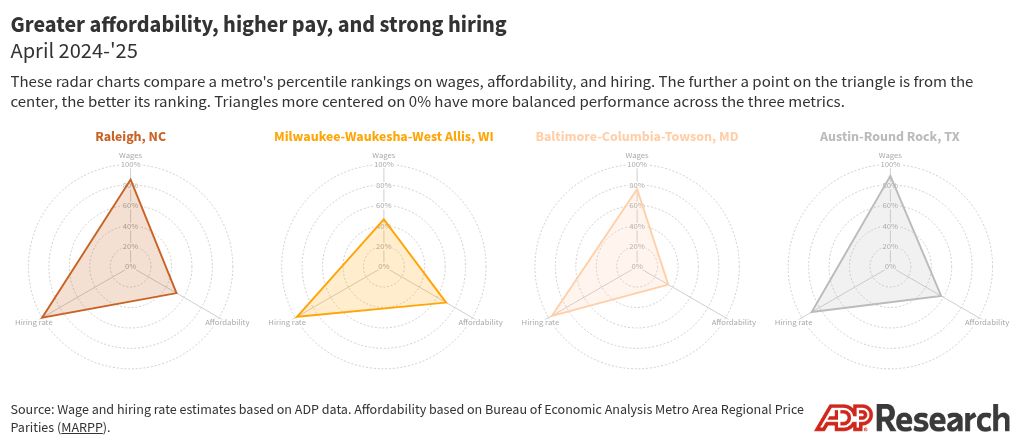 Greater affordability, higher pay, and strong hiring
April 2024-'25
These radar charts compare a metro's percentile rankings on wages, affordability, and hiring. The further a point on the triangle is from the
center, the better its ranking. Triangles more centered on 0% have more balanced performance across the three metrics.
Raleigh, NC
Wages
100%
80%
60%
40%
20%
0%
Hiring rate
Affordability
Milwaukee-Waukesha-West Allis, WI
Wages
100%
80%
60%
40%
20%
0%
Hiring rate
Affordability
Baltimore-Columbia-Towson, MD
Wages
100%
80%
60%
40%
20%
0%
Hiring rate
Affordability
Austin-Round Rock, TX
Wages
100%
80%
60%
40%
20%
0%
Hiring rate
Affordability
Source: Wage and hiring rate estimates based on ADP data. Affordability based on Bureau of Economic Analysis Metro Area Regional Price
Parities (MARPP).
ADP Research